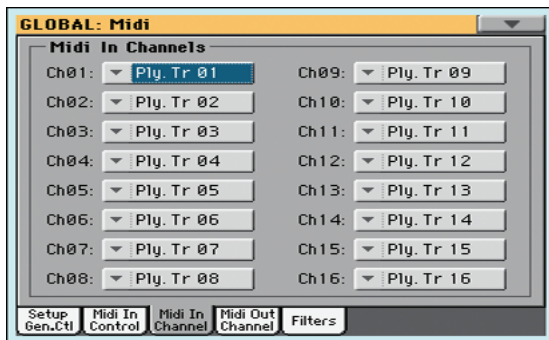 GLOBAL: Midi
Midi In Channels
Ch01: Ply. Tr 01
Ch09: Ply. Tr 09
Ch02: Ply. Tr 02
Ch10: Ply. Tr 10
Ch03: Ply. Tr 03
Ch11: Ply. Tr 11
Ch04: Ply. Tr 04
Ch12: Ply. Tr 12
Ch05: Ply. Tr 05
Ch13: Ply. Tr 13
Ch06: Ply. Tr 06
Ch14: Ply. Tr 14
Ch07: Ply. Tr 07
Ch15: Ply. Tr 15
Ch08: Ply. Tr 08
Ch16: Ply. Tr 16
Setup Gen.Ctl
Midi In Control
Midi In Channel
Midi Out Channel
Filters